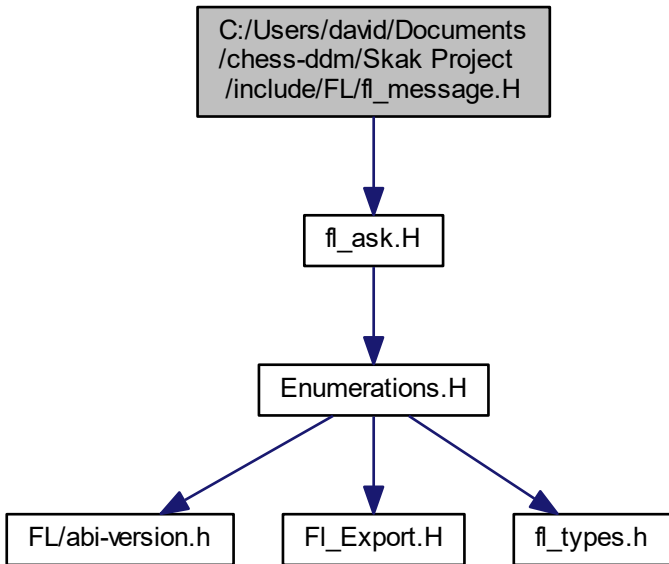 C:/Users/david/Documents
/chess-ddm/Skak Project
/include/FL/fl_message.H
fl_ask.H
Enumerations.H
FL/abi-version.h
Fl_Export.H
fl_types.h